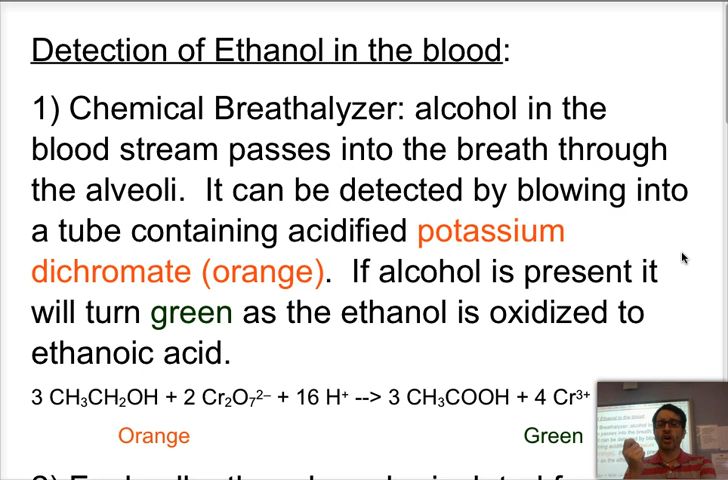 Detection of Ethanol in the blood:
1) Chemical Breathalyzer: alcohol in the
blood stream passes into the breath through
the alveoli. It can be detected by blowing into
a tube containing acidified potassium
dichromate (orange). If alcohol is present it
will turn green as the ethanol is oxidized to
ethanoic acid.
3 CH₃CH₂OH + 2 Cr₂O₇²⁻ + 16 H⁺ --> 3 CH₃COOH + 4 Cr³⁺
Orange Green